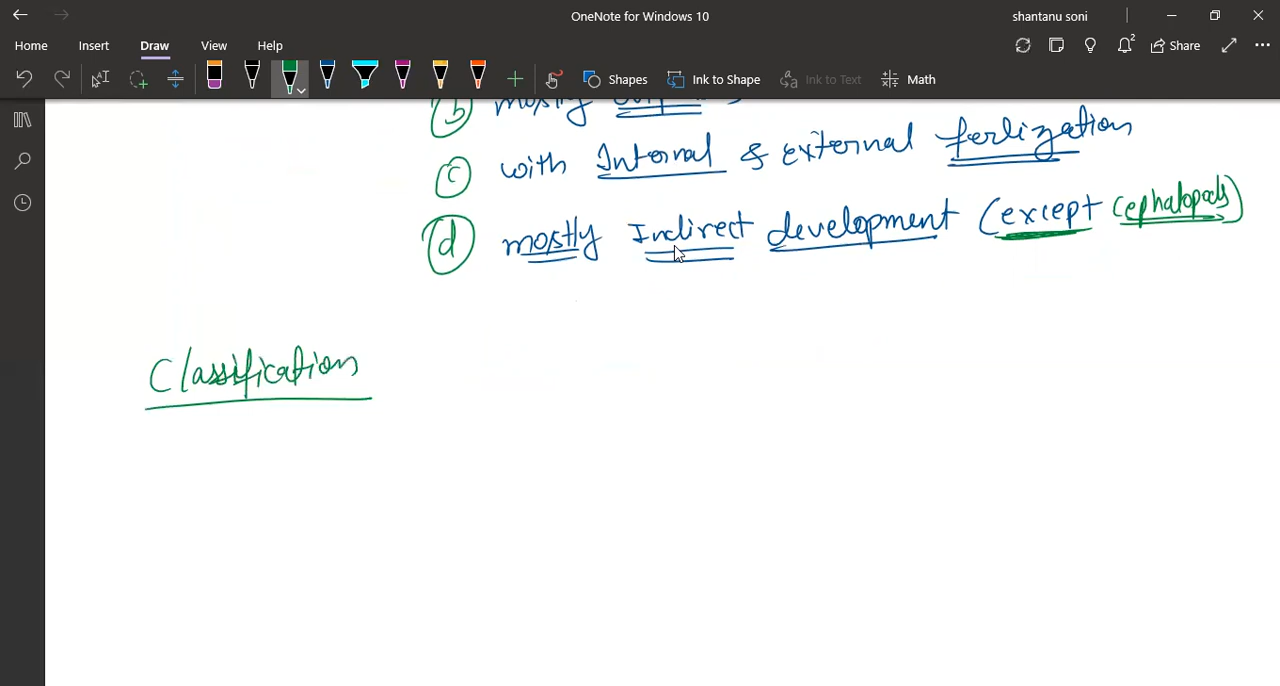 OneNote for Windows 10
shantanu soni
Home Insert Draw View Help
Share
Shapes Ink to Shape Ink to Text Math
(b) mostly
(c) with Internal & external ferlization
(d) mostly Indirect development (except cephalopods)
Classification